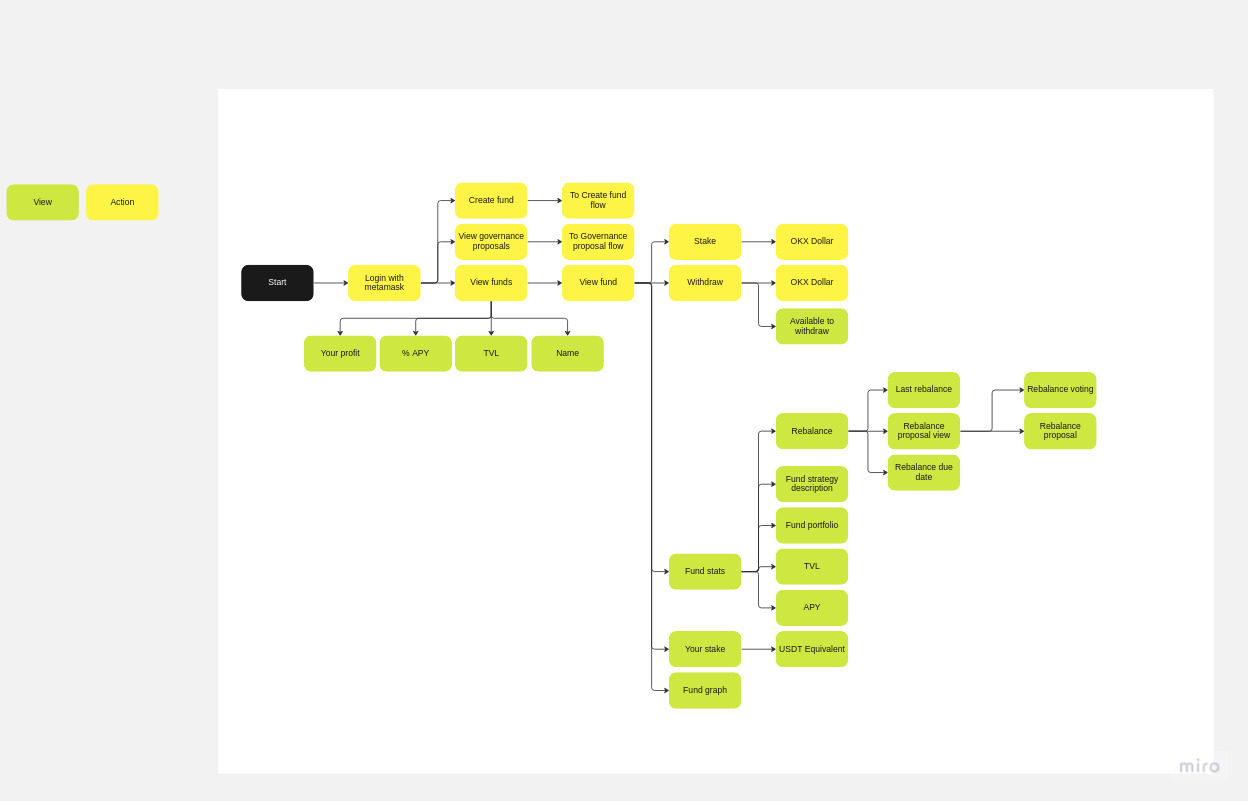 View
Action
Create fund
To Create fund
flow
View governance
proposals
To Governance
proposal flow
Stake
OKX Dollar
Start
Login with
metamask
View funds
View fund
Withdraw
OKX Dollar
Available to
withdraw
Your profit
% APY
TVL
Name
Last rebalance
Rebalance voting
Rebalance
Rebalance
proposal view
Rebalance
proposal
Rebalance due
date
Fund strategy
description
Fund portfolio
Fund stats
TVL
APY
Your stake
USDT Equivalent
Fund graph
miro